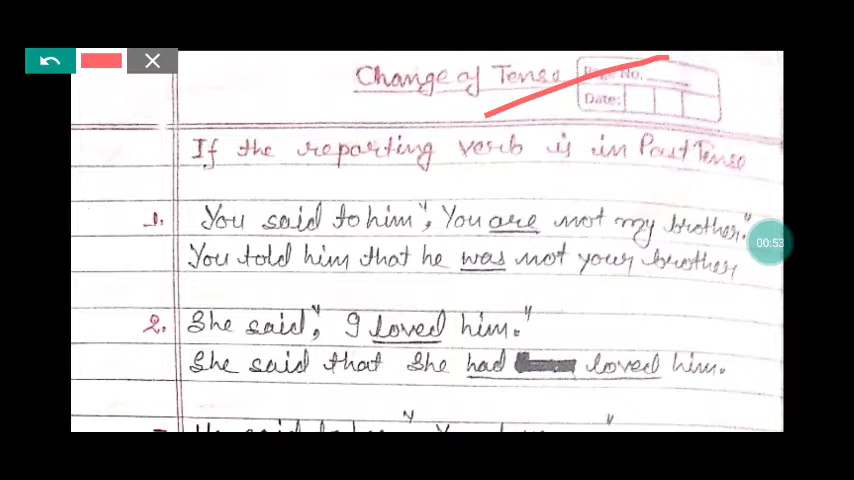 Change of Tense
Page No.
Date:
If the reporting verb is in Past Tense
1. You said to him", You are not my brother."
You told him that he was not your brother
00:53
2. She said", I loved him."
She said that She had loved him.